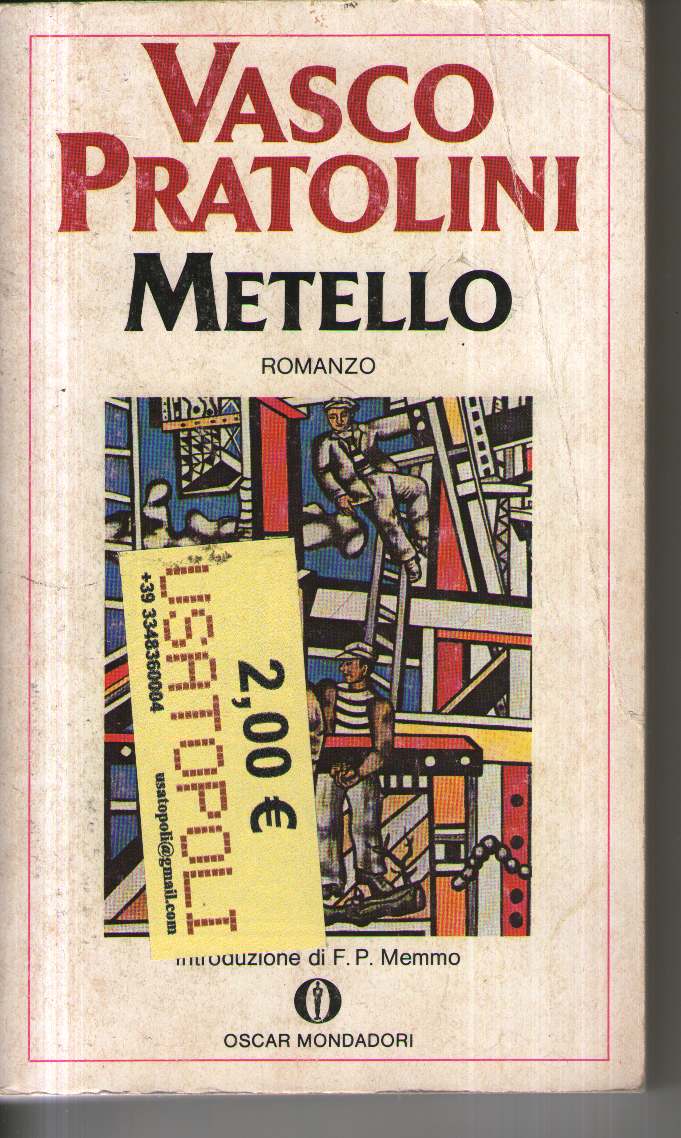 VASCO
PRATOLINI
METELLO
ROMANZO
2,00 €
USATOPOLI
+39 3348360004 usatopoli@gmail.com
Introduzione di F. P. Memmo
OSCAR MONDADORI